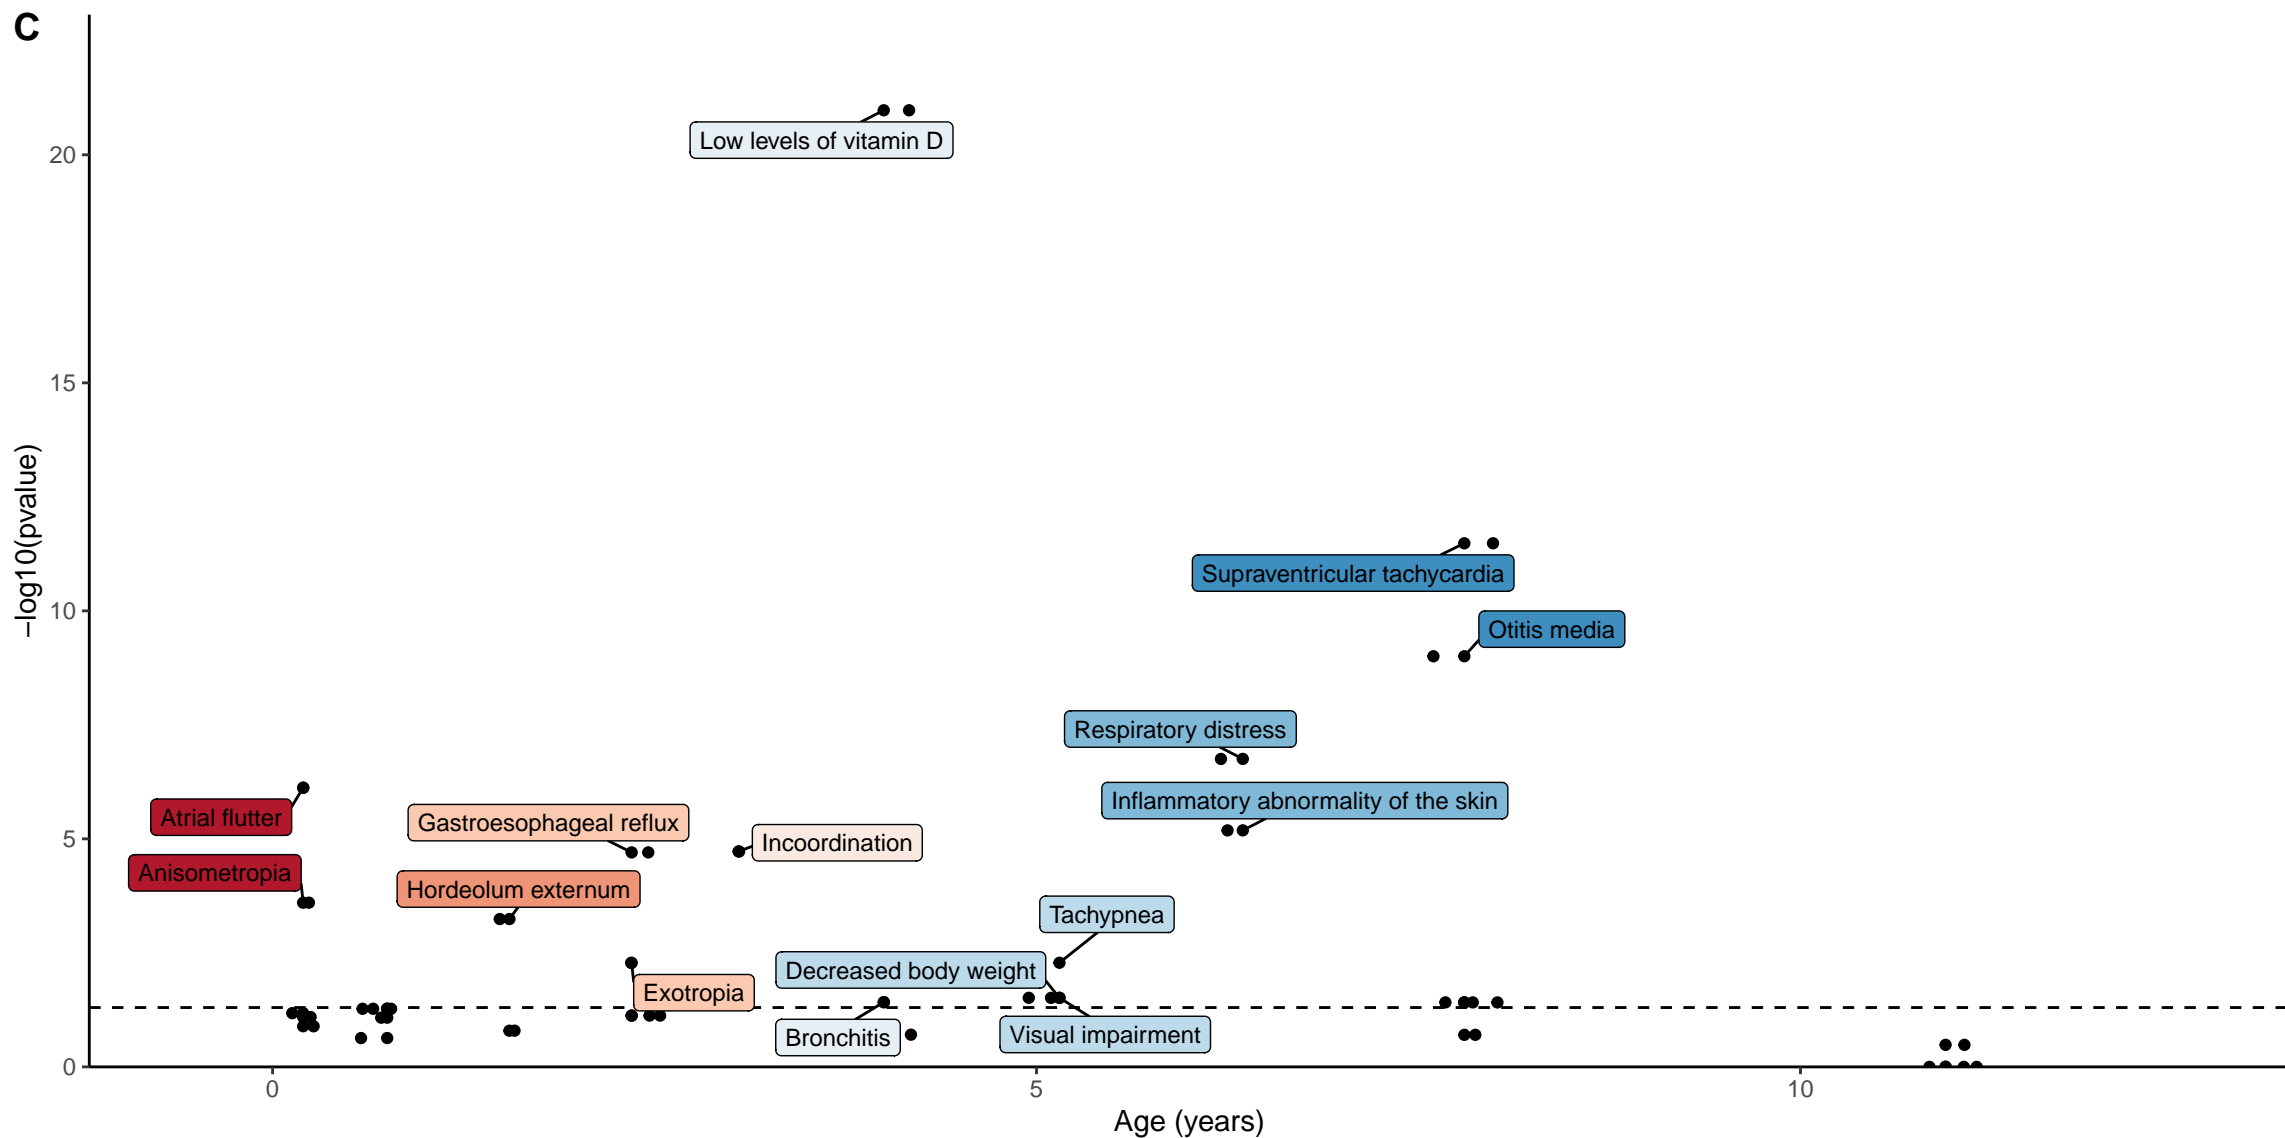 C
Low levels of vitamin D
20
15
–log10(pvalue)
Supraventricular tachycardia
10
Otitis media
Respiratory distress
Inflammatory abnormality of the skin
Atrial flutter
Gastroesophageal reflux
Incoordination
5
Anisometropia
Hordeolum externum
Tachypnea
Decreased body weight
Exotropia
Bronchitis
Visual impairment
0
0 5 10
Age (years)